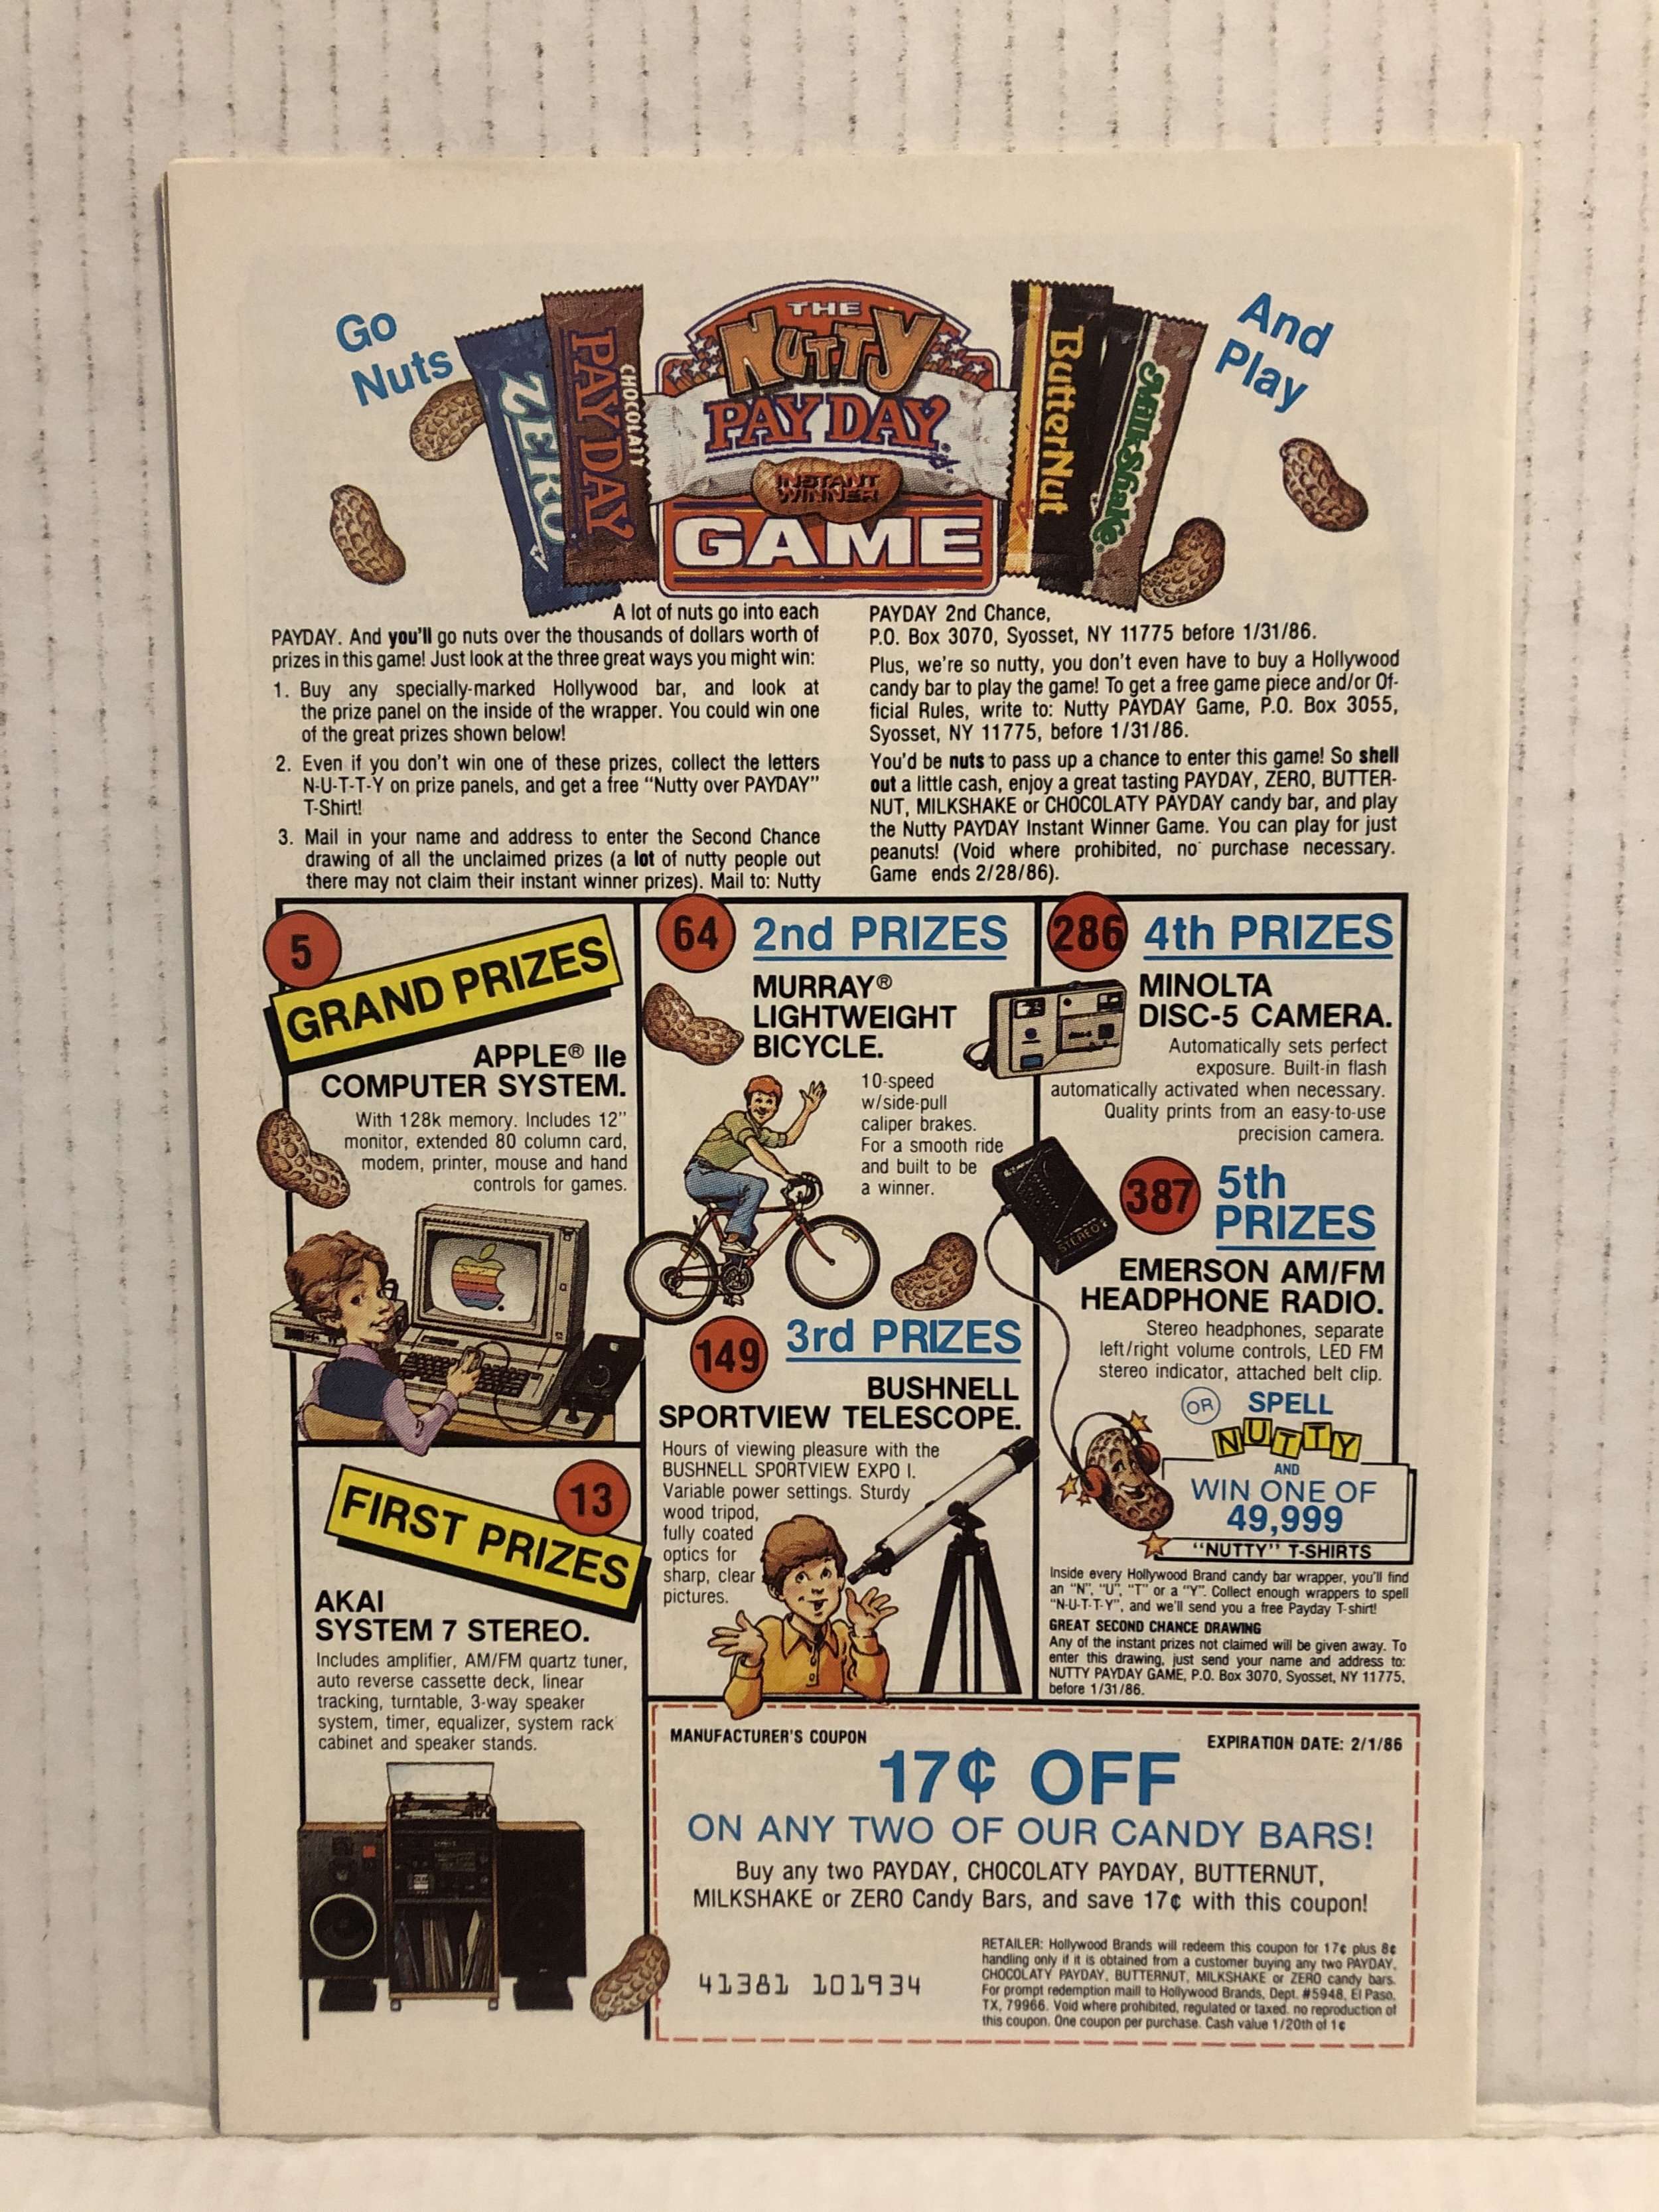 Go
Nuts
And
Play
ZERO
CHOCOLATY
PAY DAY
THE
NUTTY
PAY DAY
INSTANT
WINNER
GAME
ButterNut
MilkShake
A lot of nuts go into each
PAYDAY. And you'll go nuts over the thousands of dollars worth of
prizes in this game! Just look at the three great ways you might win:
1. Buy any specially-marked Hollywood bar, and look at
the prize panel on the inside of the wrapper. You could win one
of the great prizes shown below!
2. Even if you don't win one of these prizes, collect the letters
N-U-T-T-Y on prize panels, and get a free “Nutty over PAYDAY”
T-Shirt!
3. Mail in your name and address to enter the Second Chance
drawing of all the unclaimed prizes (a lot of nutty people out
there may not claim their instant winner prizes). Mail to: Nutty
PAYDAY 2nd Chance,
P.O. Box 3070, Syosset, NY 11775 before 1/31/86.
Plus, we're so nutty, you don't even have to buy a Hollywood
candy bar to play the game! To get a free game piece and/or Of-
ficial Rules, write to: Nutty PAYDAY Game, P.O. Box 3055,
Syosset, NY 11775, before 1/31/86.
You'd be nuts to pass up a chance to enter this game! So shell
out a little cash, enjoy a great tasting PAYDAY, ZERO, BUTTER-
NUT, MILKSHAKE or CHOCOLATY PAYDAY candy bar, and play
the Nutty PAYDAY Instant Winner Game. You can play for just
peanuts! (Void where prohibited, no purchase necessary.
Game ends 2/28/86).
5
GRAND PRIZES
APPLE® IIe
COMPUTER SYSTEM.
With 128k memory. Includes 12"
monitor, extended 80 column card,
modem, printer, mouse and hand
controls for games.
13
FIRST PRIZES
AKAI
SYSTEM 7 STEREO.
Includes amplifier, AM/FM quartz tuner,
auto reverse cassette deck, linear
tracking, turntable, 3-way speaker
system, timer, equalizer, system rack
cabinet and speaker stands.
64 2nd PRIZES
MURRAY®
LIGHTWEIGHT
BICYCLE.
10-speed
w/side-pull
caliper brakes.
For a smooth ride
and built to be
a winner.
149 3rd PRIZES
BUSHNELL
SPORTVIEW TELESCOPE.
Hours of viewing pleasure with the
BUSHNELL SPORTVIEW EXPO I.
Variable power settings. Sturdy
wood tripod,
fully coated
optics for
sharp, clear
pictures.
286 4th PRIZES
MINOLTA
DISC-5 CAMERA.
Automatically sets perfect
exposure. Built-in flash
automatically activated when necessary.
Quality prints from an easy-to-use
precision camera.
STEREO
387 5th
PRIZES
EMERSON AM/FM
HEADPHONE RADIO.
Stereo headphones, separate
left/right volume controls, LED FM
stereo indicator, attached belt clip.
OR SPELL
NUTTY
AND
WIN ONE OF
49,999
“NUTTY” T-SHIRTS
Inside every Hollywood Brand candy bar wrapper, you'll find
an “N”, “U”, “T” or a “Y”. Collect enough wrappers to spell
“N-U-T-T-Y”, and we'll send you a free Payday T-shirt!
GREAT SECOND CHANCE DRAWING
Any of the instant prizes not claimed will be given away. To
enter this drawing, just send your name and address to:
NUTTY PAYDAY GAME, P.O. Box 3070, Syosset, NY 11775,
before 1/31/86.
MANUFACTURER'S COUPON
EXPIRATION DATE: 2/1/86
17¢ OFF
ON ANY TWO OF OUR CANDY BARS!
Buy any two PAYDAY, CHOCOLATY PAYDAY, BUTTERNUT,
MILKSHAKE or ZERO Candy Bars, and save 17¢ with this coupon!
41381 101934
RETAILER: Hollywood Brands will redeem this coupon for 17¢ plus 8¢
handling only if it is obtained from a customer buying any two PAYDAY,
CHOCOLATY PAYDAY, BUTTERNUT, MILKSHAKE or ZERO candy bars.
For prompt redemption maill to Hollywood Brands, Dept. #5948, El Paso,
TX, 79966. Void where prohibited, regulated or taxed. no reproduction of
this coupon. One coupon per purchase. Cash value 1/20th of 1¢